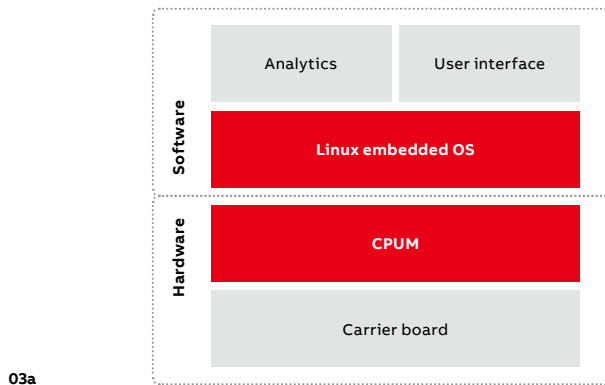 Software
Analytics
User interface
Linux embedded OS
Hardware
CPUM
Carrier board
03a